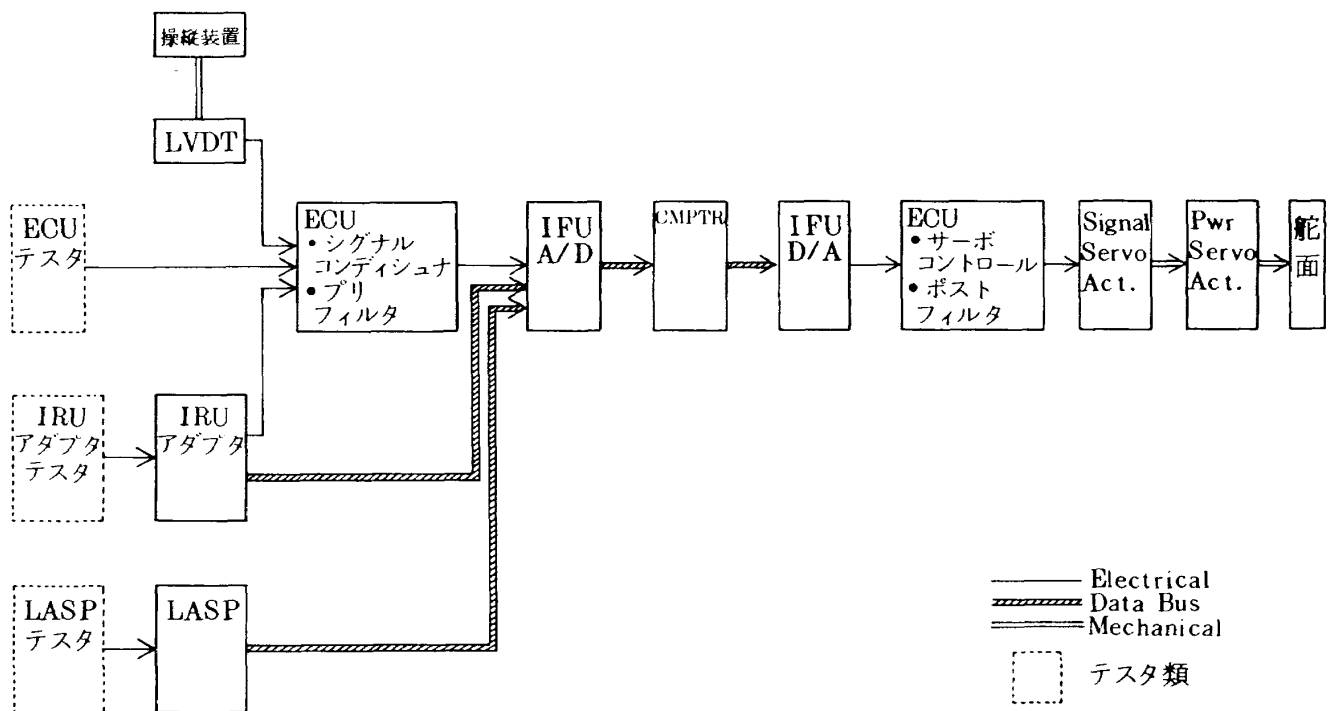 操縦装置
LVDT
ECU
テスタ
ECU
•シグナル
コンディショナ
•プリ
フィルタ
IFU
A/D
CMPTR
IFU
D/A
ECU
•サーボ
コントロール
•ポスト
フィルタ
Signal
Servo
Act.
Pwr
Servo
Act.
舵
面
IRU
アダプタ
テスタ
IRU
アダプタ
LASP
テスタ
LASP
Electrical
Data Bus
Mechanical
テスタ類